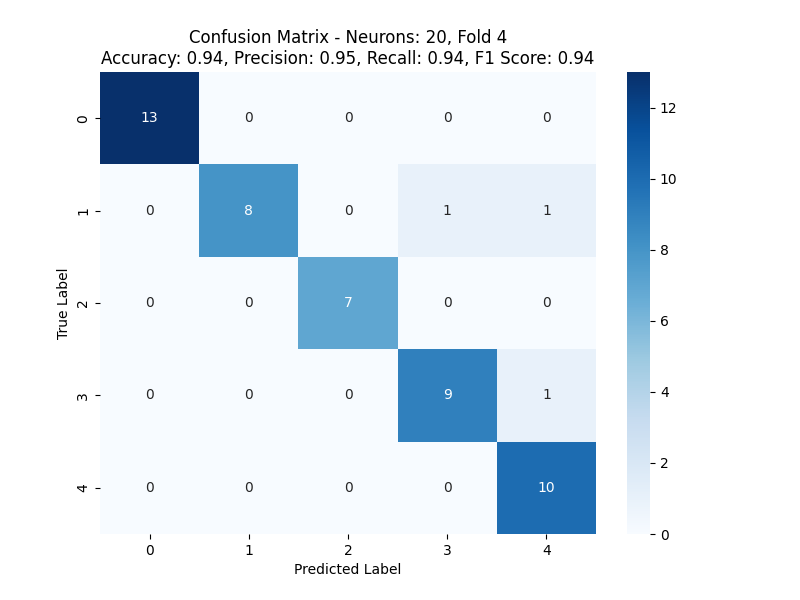 Confusion Matrix - Neurons: 20, Fold 4
Accuracy: 0.94, Precision: 0.95, Recall: 0.94, F1 Score: 0.94
True Label
0 13 0 0 0 0
1 0 8 0 1 1
2 0 0 7 0 0
3 0 0 0 9 1
4 0 0 0 0 10
0 1 2 3 4
Predicted Label
12
10
8
6
4
2
0